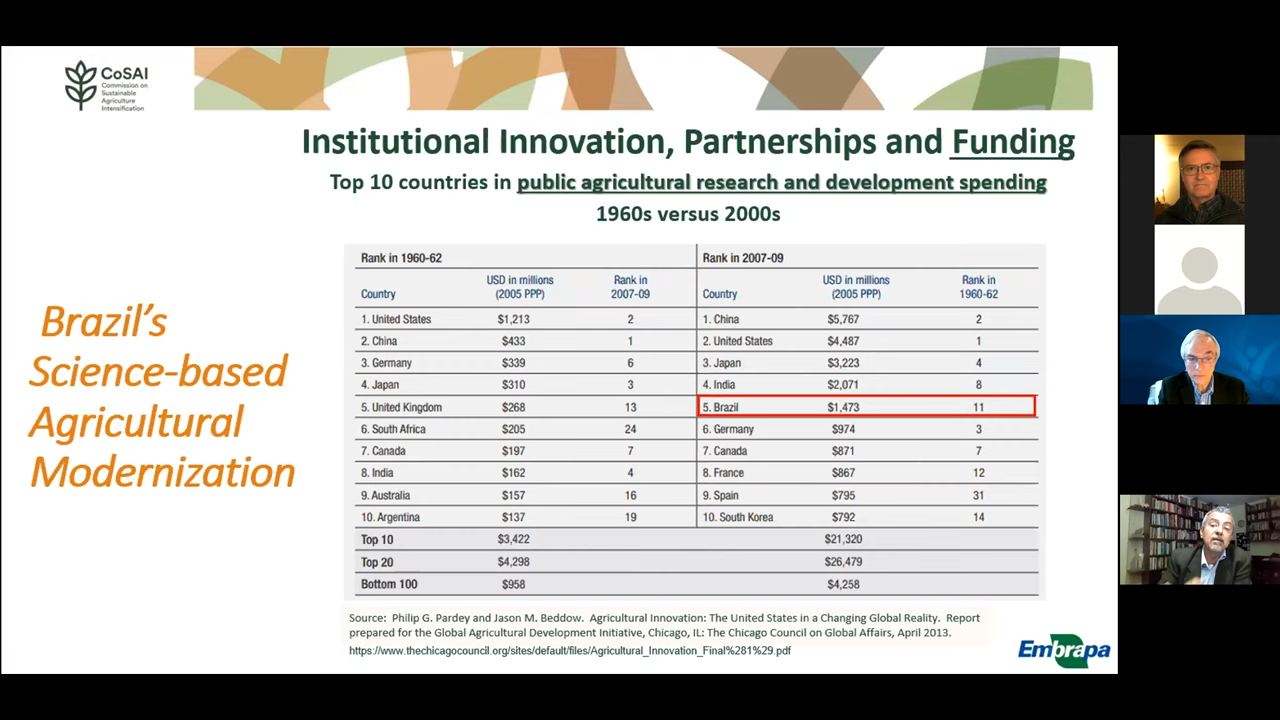 CoSAI
Commission on
Sustainable
Agriculture
Intensification
Institutional Innovation, Partnerships and Funding
Top 10 countries in public agricultural research and development spending
1960s versus 2000s
Brazil's
Science-based
Agricultural
Modernization
Rank in 1960-62 Rank in 2007-09
USD in millions Rank in USD in millions Rank in
Country (2005 PPP) 2007-09 Country (2005 PPP) 1960-62
1. United States $1,213 2 1. China $5,767 2
2. China $433 1 2. United States $4,487 1
3. Germany $339 6 3. Japan $3,223 4
4. Japan $310 3 4. India $2,071 8
5. United Kingdom $268 13 5. Brazil $1,473 11
6. South Africa $205 24 6. Germany $974 3
7. Canada $197 7 7. Canada $871 7
8. India $162 4 8. France $867 12
9. Australia $157 16 9. Spain $795 31
10. Argentina $137 19 10. South Korea $792 14
Top 10 $3,422 $21,320
Top 20 $4,298 $26,479
Bottom 100 $958 $4,258
Source: Philip G. Pardey and Jason M. Beddow. Agricultural Innovation: The United States in a Changing Global Reality. Report
prepared for the Global Agricultural Development Initiative, Chicago, IL: The Chicago Council on Global Affairs, April 2013.
https://www.thechicagocouncil.org/sites/default/files/Agricultural_Innovation_Final%281%29.pdf
Embrapa